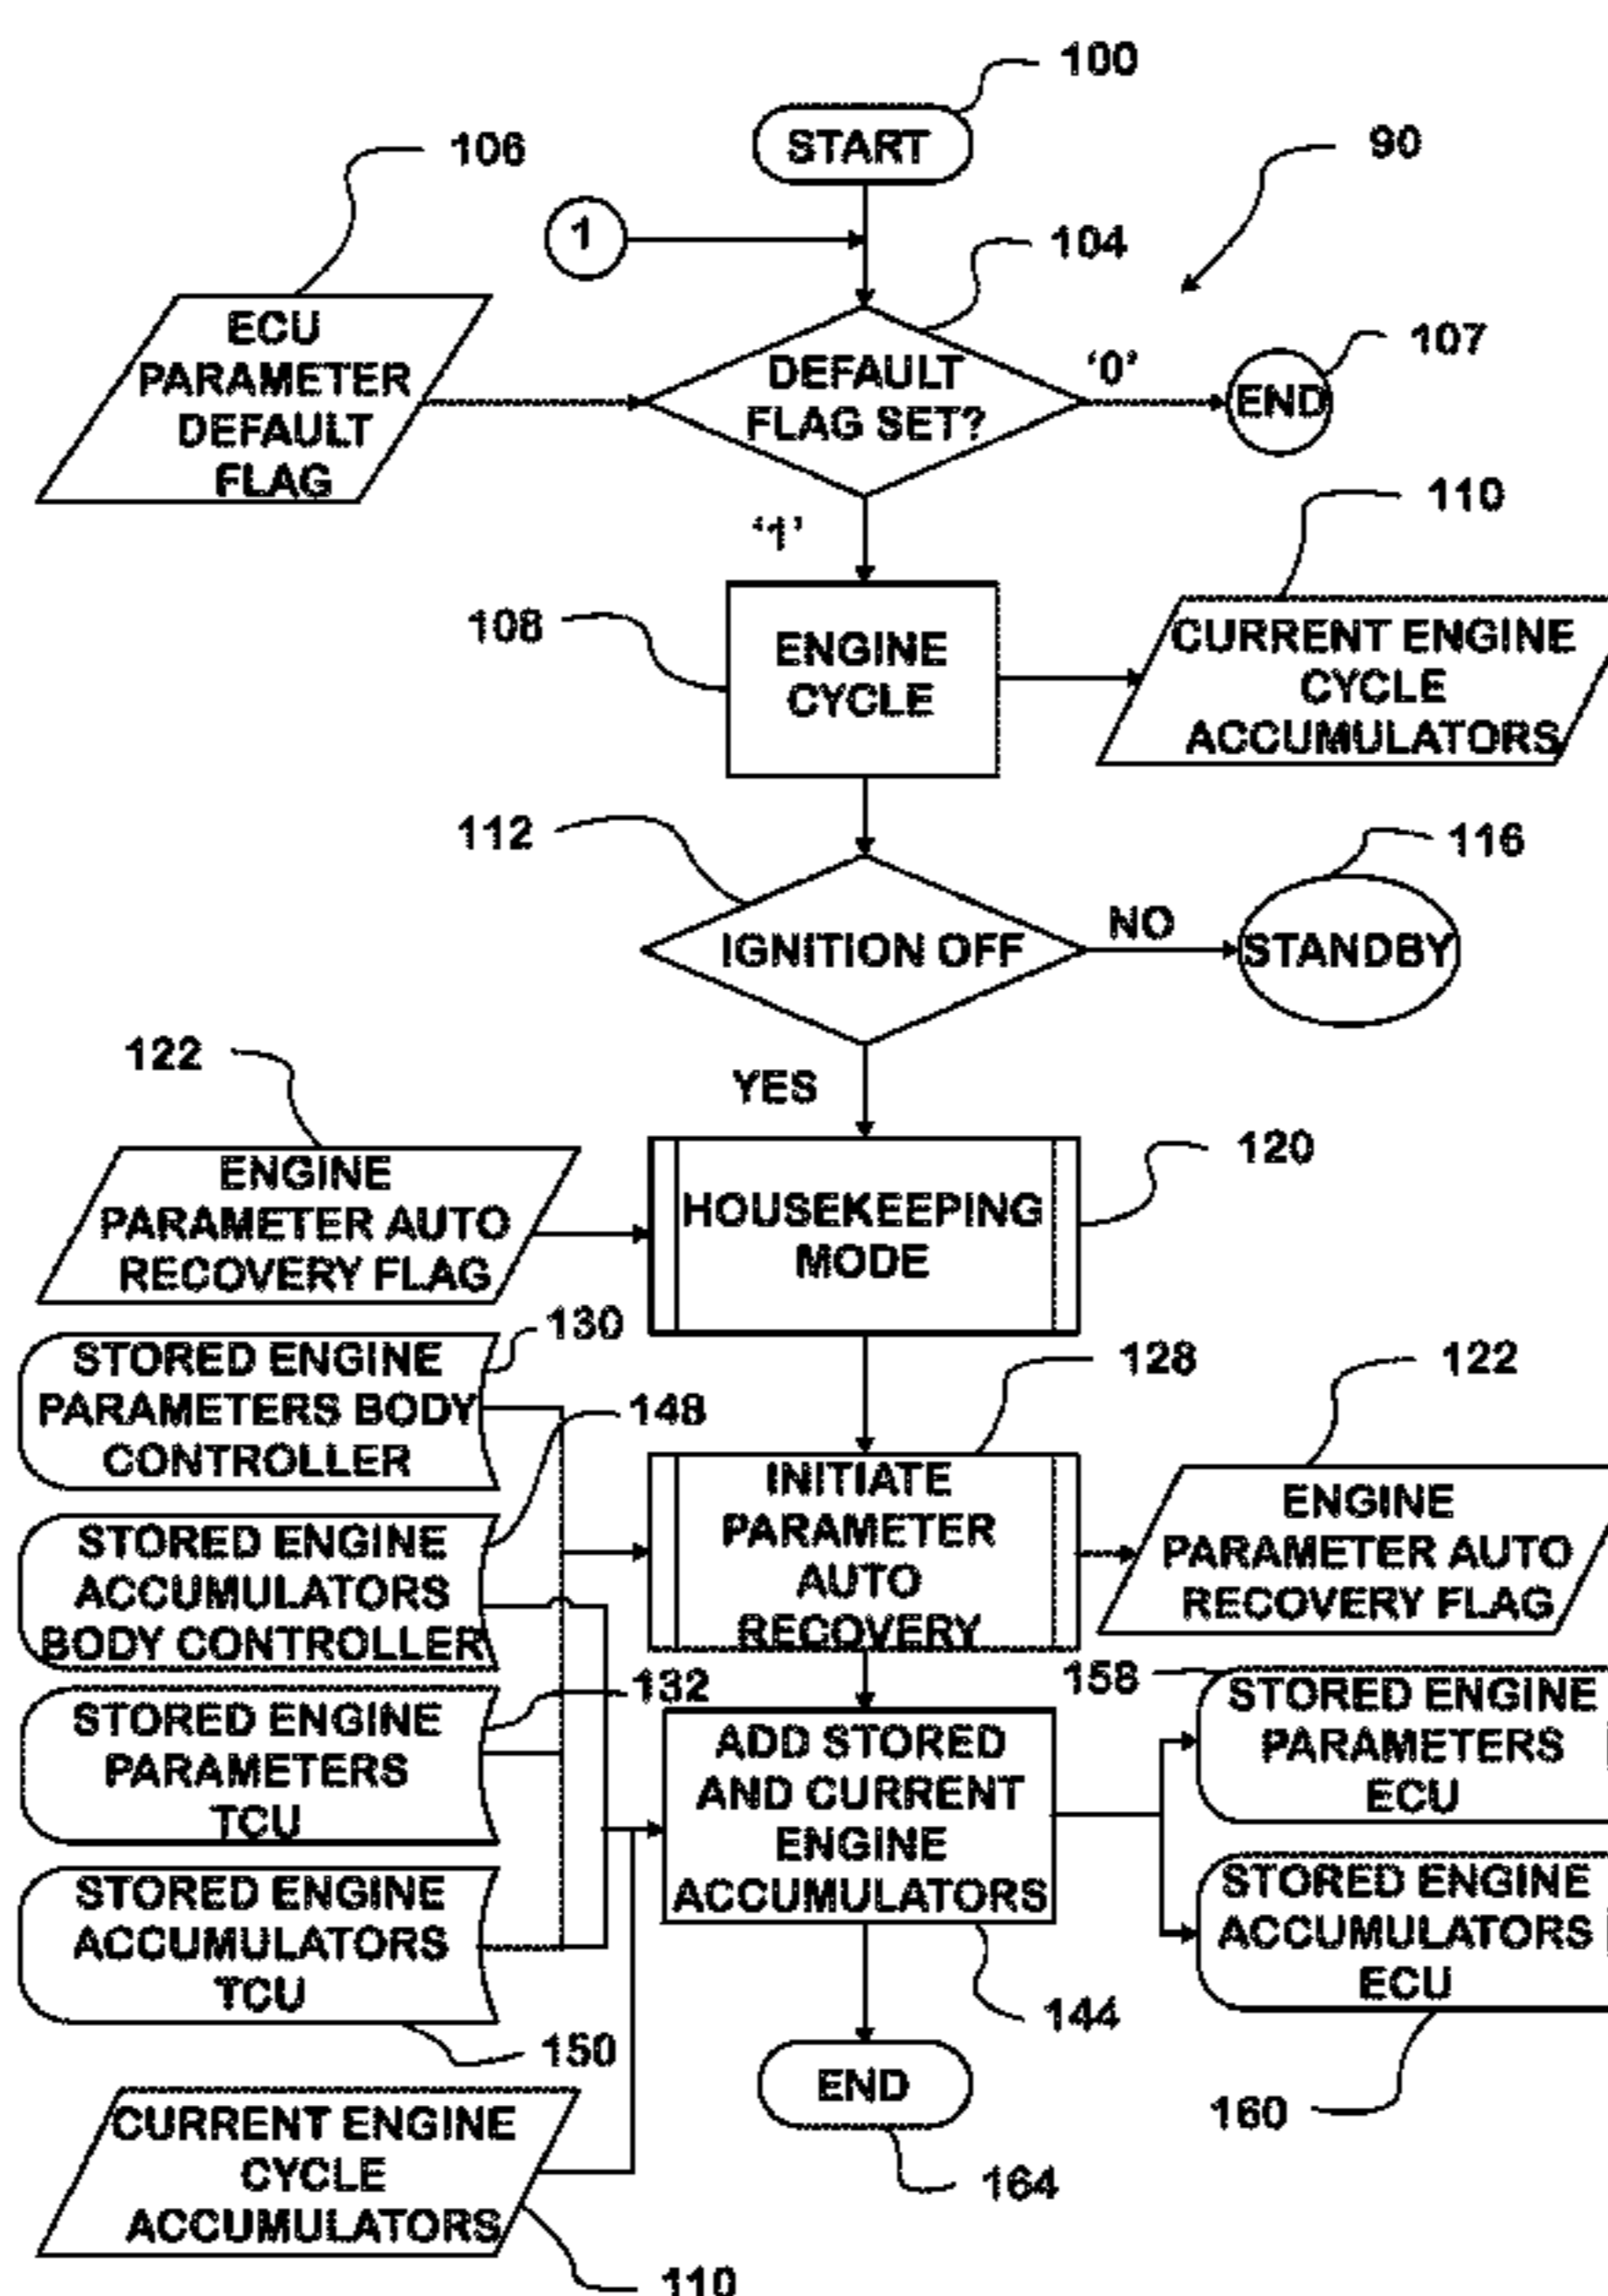 100
START
90
106
1
104
ECU
PARAMETER
DEFAULT
FLAG
DEFAULT
FLAG SET?
'0'
107
END
'1'
110
108
ENGINE
CYCLE
CURRENT ENGINE
CYCLE
ACCUMULATORS
112
116
IGNITION OFF
NO
STANDBY
122
YES
120
ENGINE
PARAMETER AUTO
RECOVERY FLAG
HOUSEKEEPING
MODE
130
STORED ENGINE
PARAMETERS BODY
CONTROLLER
128
122
148
INITIATE
PARAMETER
AUTO
RECOVERY
ENGINE
PARAMETER AUTO
RECOVERY FLAG
STORED ENGINE
ACCUMULATORS
BODY CONTROLLER
132
158
STORED ENGINE
PARAMETERS
TCU
ADD STORED
AND CURRENT
ENGINE
ACCUMULATORS
STORED ENGINE
PARAMETERS
ECU
STORED ENGINE
ACCUMULATORS
TCU
STORED ENGINE
ACCUMULATORS
ECU
150
144
END
160
CURRENT ENGINE
CYCLE
ACCUMULATORS
164
110